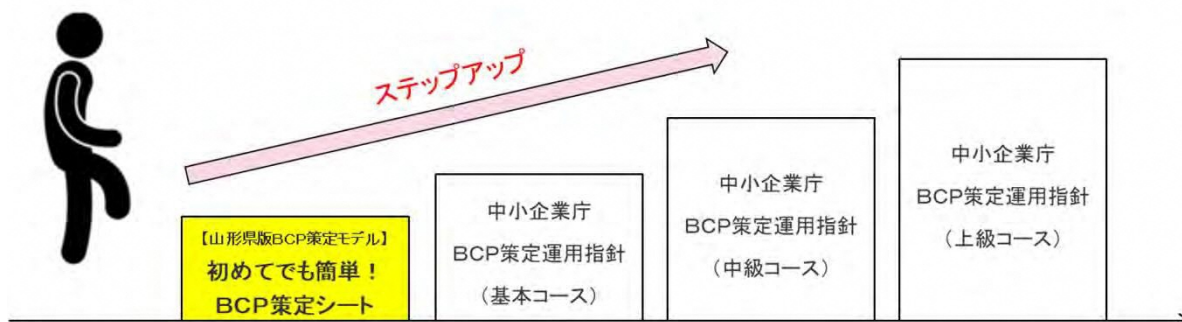 ステップアップ
【山形県版BCP策定モデル】
初めてでも簡単！
BCP策定シート
中小企業庁
BCP策定運用指針
（基本コース）
中小企業庁
BCP策定運用指針
（中級コース）
中小企業庁
BCP策定運用指針
（上級コース）